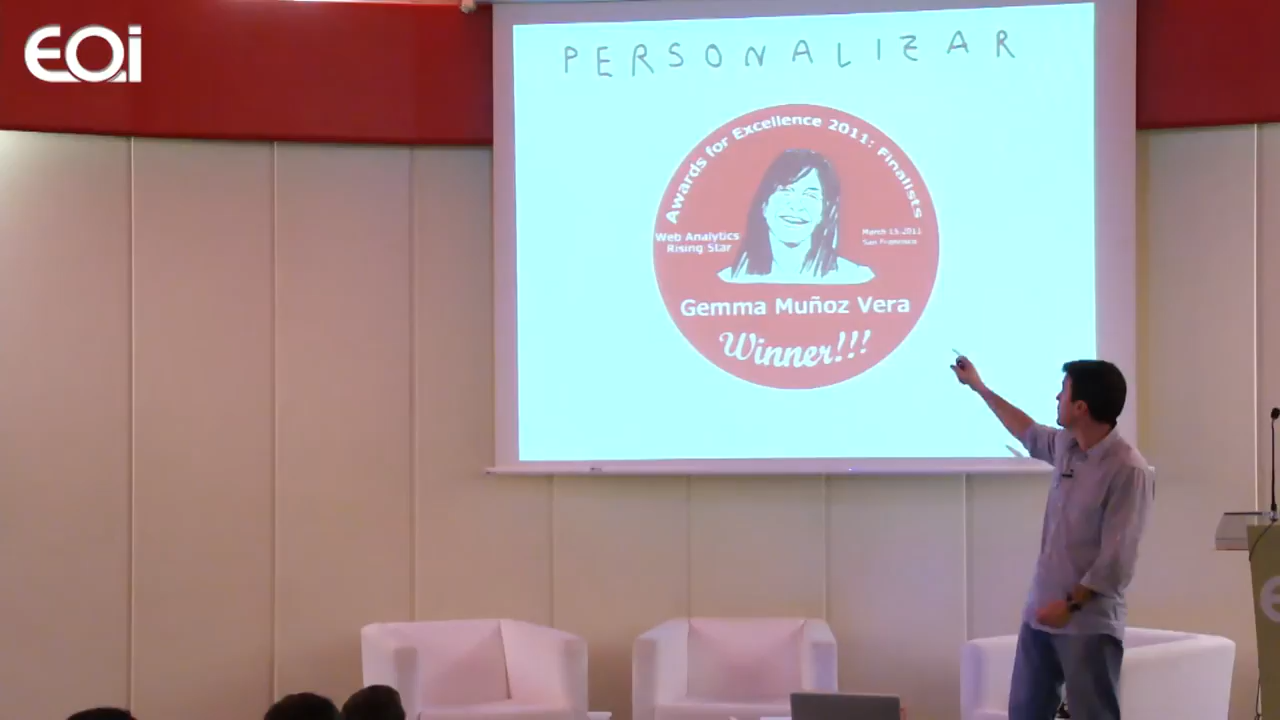 EOi
PERSONALIZAR
Awards for Excellence 2011: Finalists
Web Analytics
Rising Star
March 15 2011
San Francisco
Gemma Muñoz Vera
Winner!!!